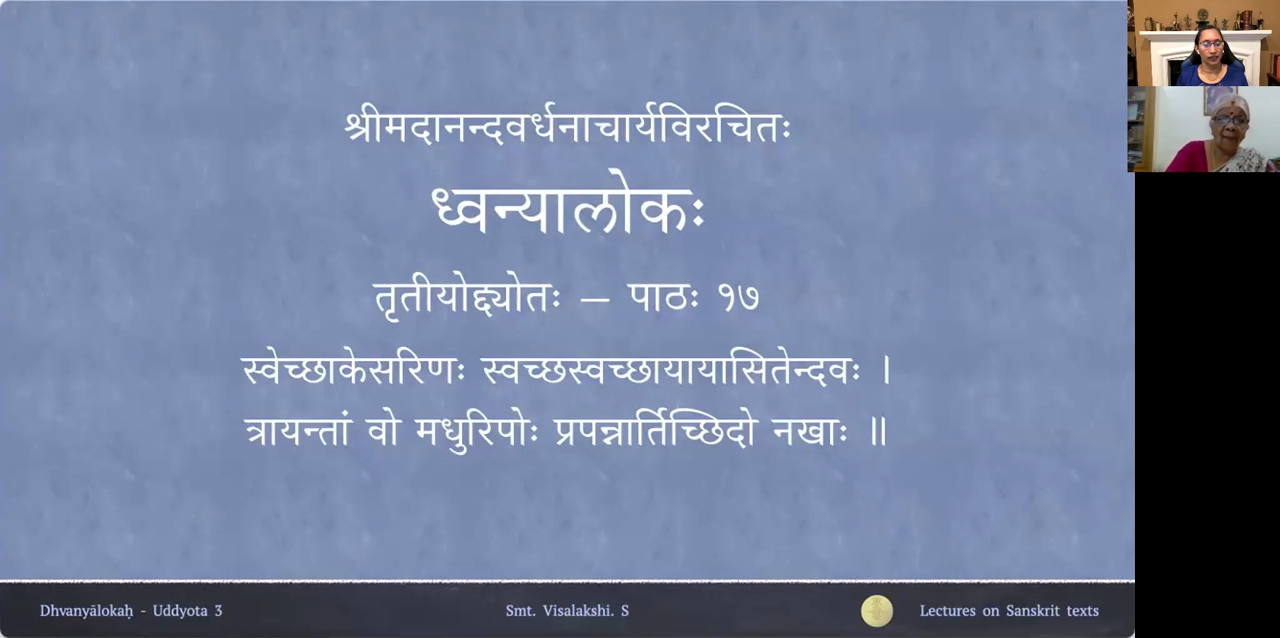 श्रीमदानन्दवर्धनाचार्यविरचितः
ध्वन्यालोकः
तृतीयोद्द्योतः – पाठः १७
स्वेच्छाकेसरिणः स्वच्छस्वच्छायायासितेन्दवः ।
त्रायन्तां वो मधुरिपोः प्रपन्नार्तिच्छिदो नखाः ॥
Dhvanyālokaḥ - Uddyota 3
Smt. Visalakshi. S
Lectures on Sanskrit texts